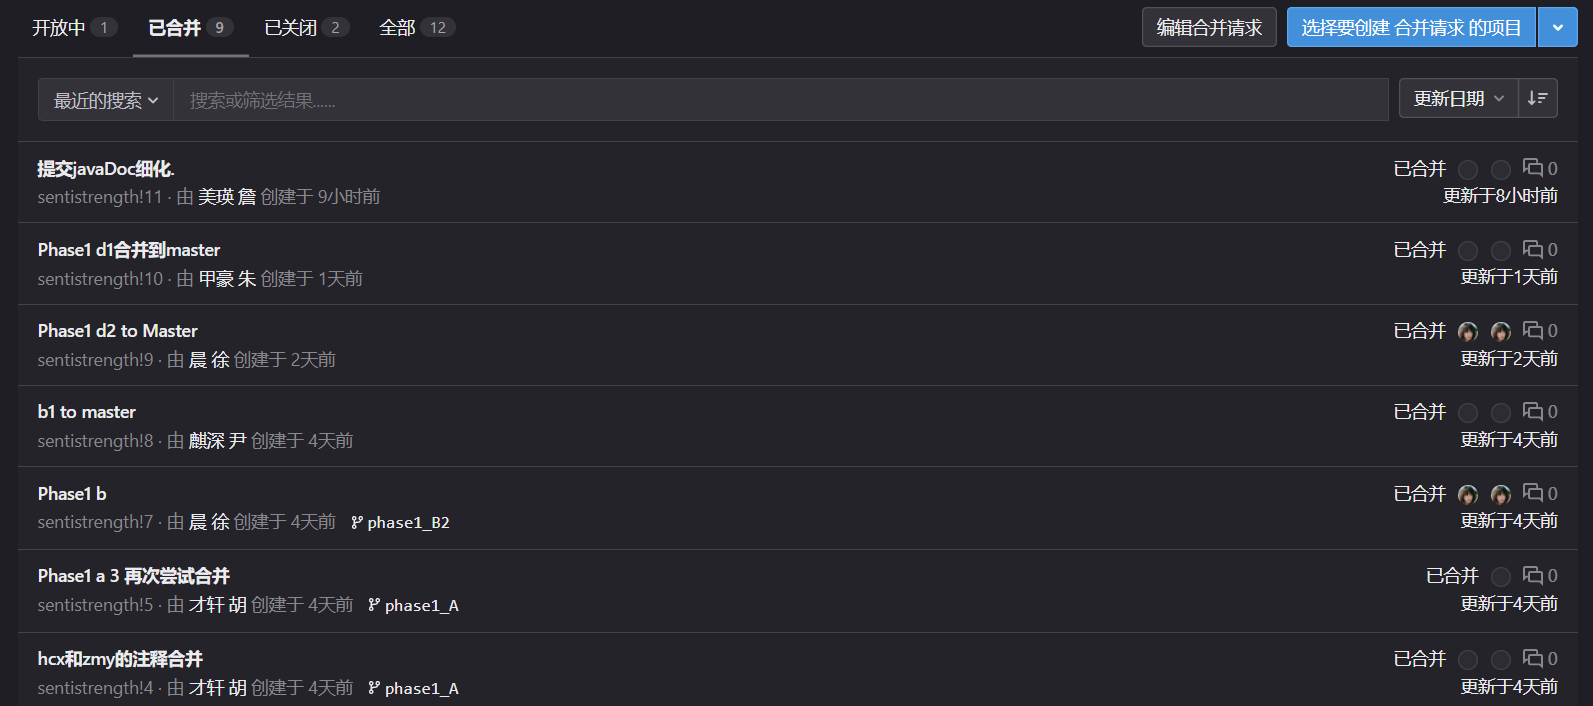 开放中 1 已合并 9 已关闭 2 全部 12 编辑合并请求 选择要创建 合并请求 的项目
最近的搜索 搜索或筛选结果...... 更新日期
提交javaDoc细化. 已合并 0
sentistrength!11 · 由 美瑛 詹 创建于 9小时前 更新于8小时前
Phase1 d1合并到master 已合并 0
sentistrength!10 · 由 甲豪 朱 创建于 1天前 更新于1天前
Phase1 d2 to Master 已合并 0
sentistrength!9 · 由 晨 徐 创建于 2天前 更新于2天前
b1 to master 已合并 0
sentistrength!8 · 由 麒深 尹 创建于 4天前 更新于4天前
Phase1 b 已合并 0
sentistrength!7 · 由 晨 徐 创建于 4天前 phase1_B2 更新于4天前
Phase1 a 3 再次尝试合并 已合并 0
sentistrength!5 · 由 才轩 胡 创建于 4天前 phase1_A 更新于4天前
hcx和zmy的注释合并 已合并 0
sentistrength!4 · 由 才轩 胡 创建于 4天前 phase1_A 更新于4天前